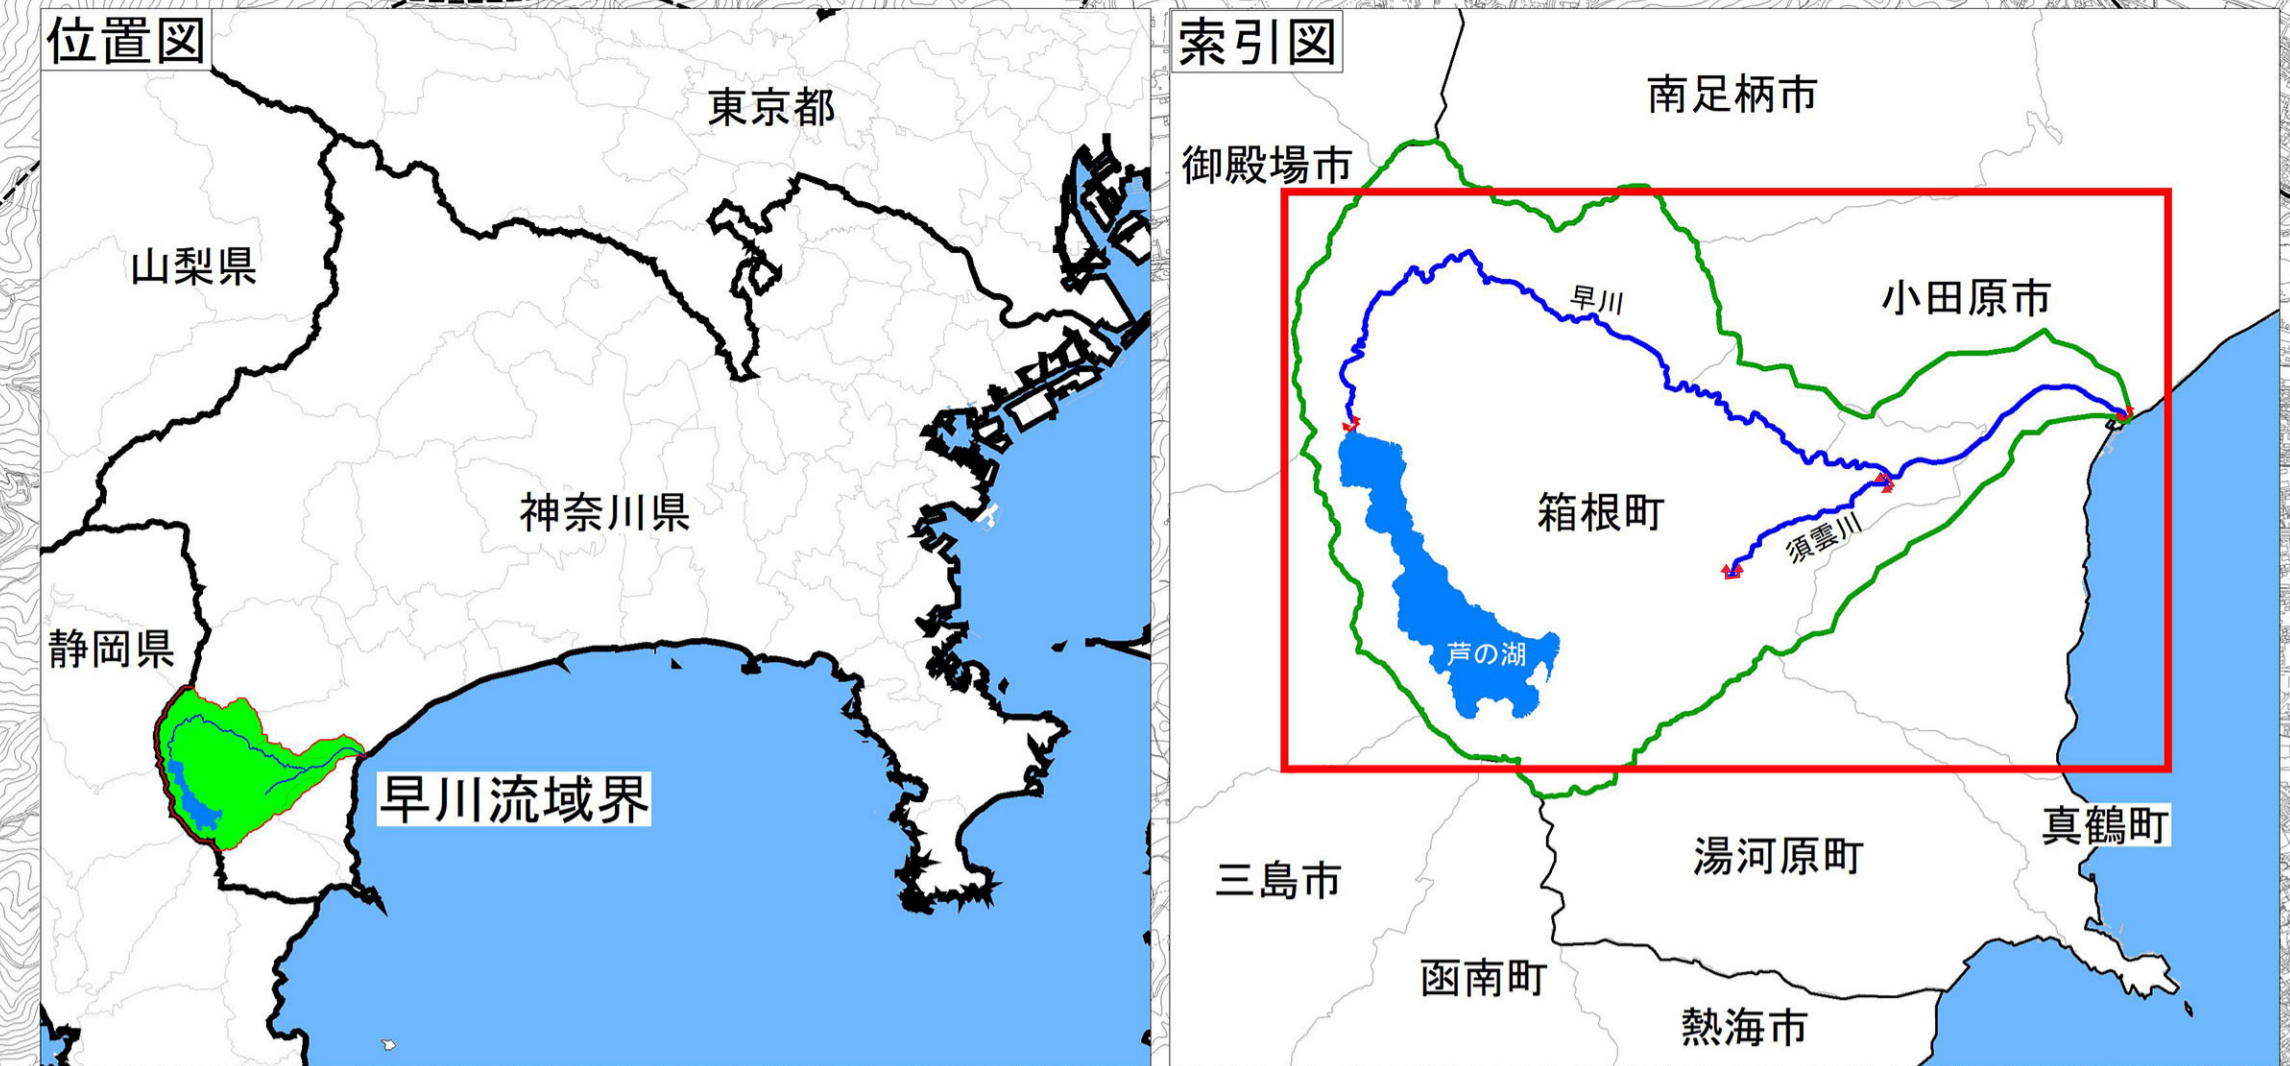 位置図
東京都
山梨県
神奈川県
静岡県
早川流域界
索引図
南足柄市
御殿場市
小田原市
早川
箱根町
須雲川
芦の湖
真鶴町
湯河原町
三島市
函南町
熱海市